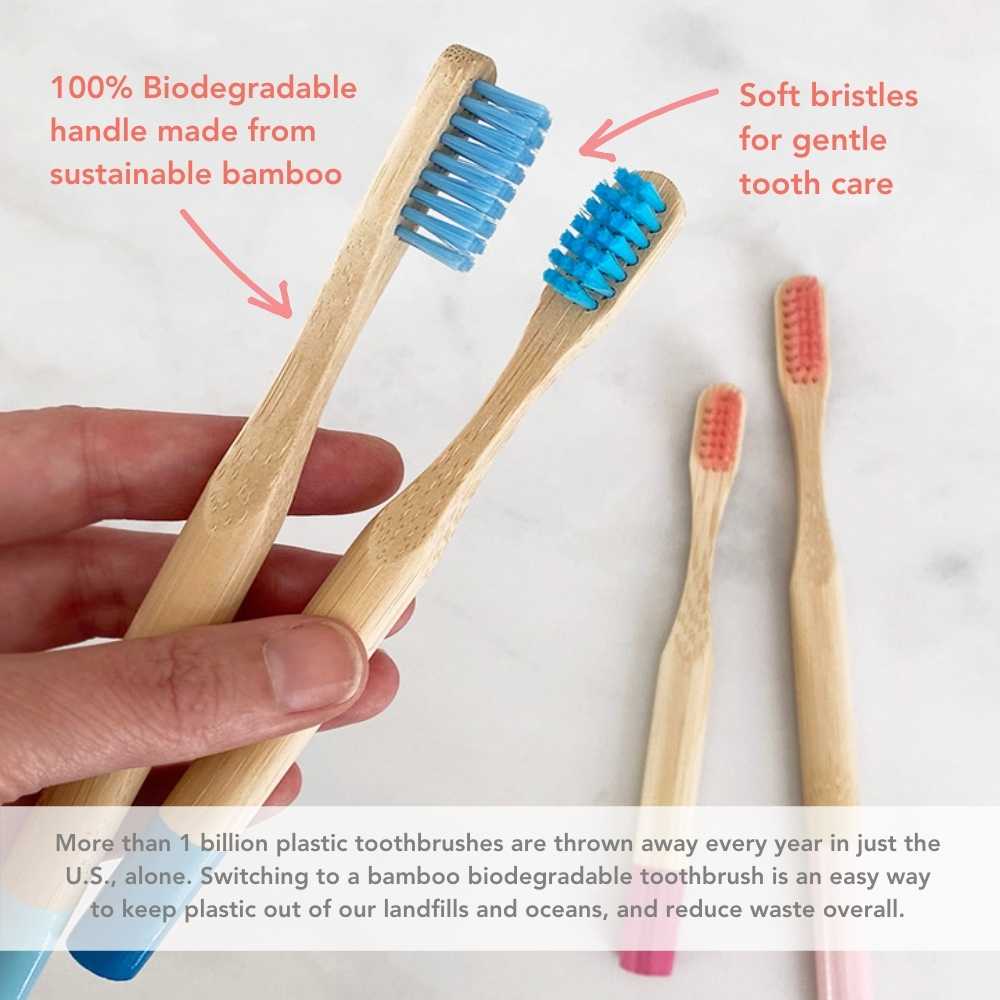 100% Biodegradable
handle made from
sustainable bamboo
Soft bristles
for gentle
tooth care
More than 1 billion plastic toothbrushes are thrown away every year in just the
U.S., alone. Switching to a bamboo biodegradable toothbrush is an easy way
to keep plastic out of our landfills and oceans, and reduce waste overall.